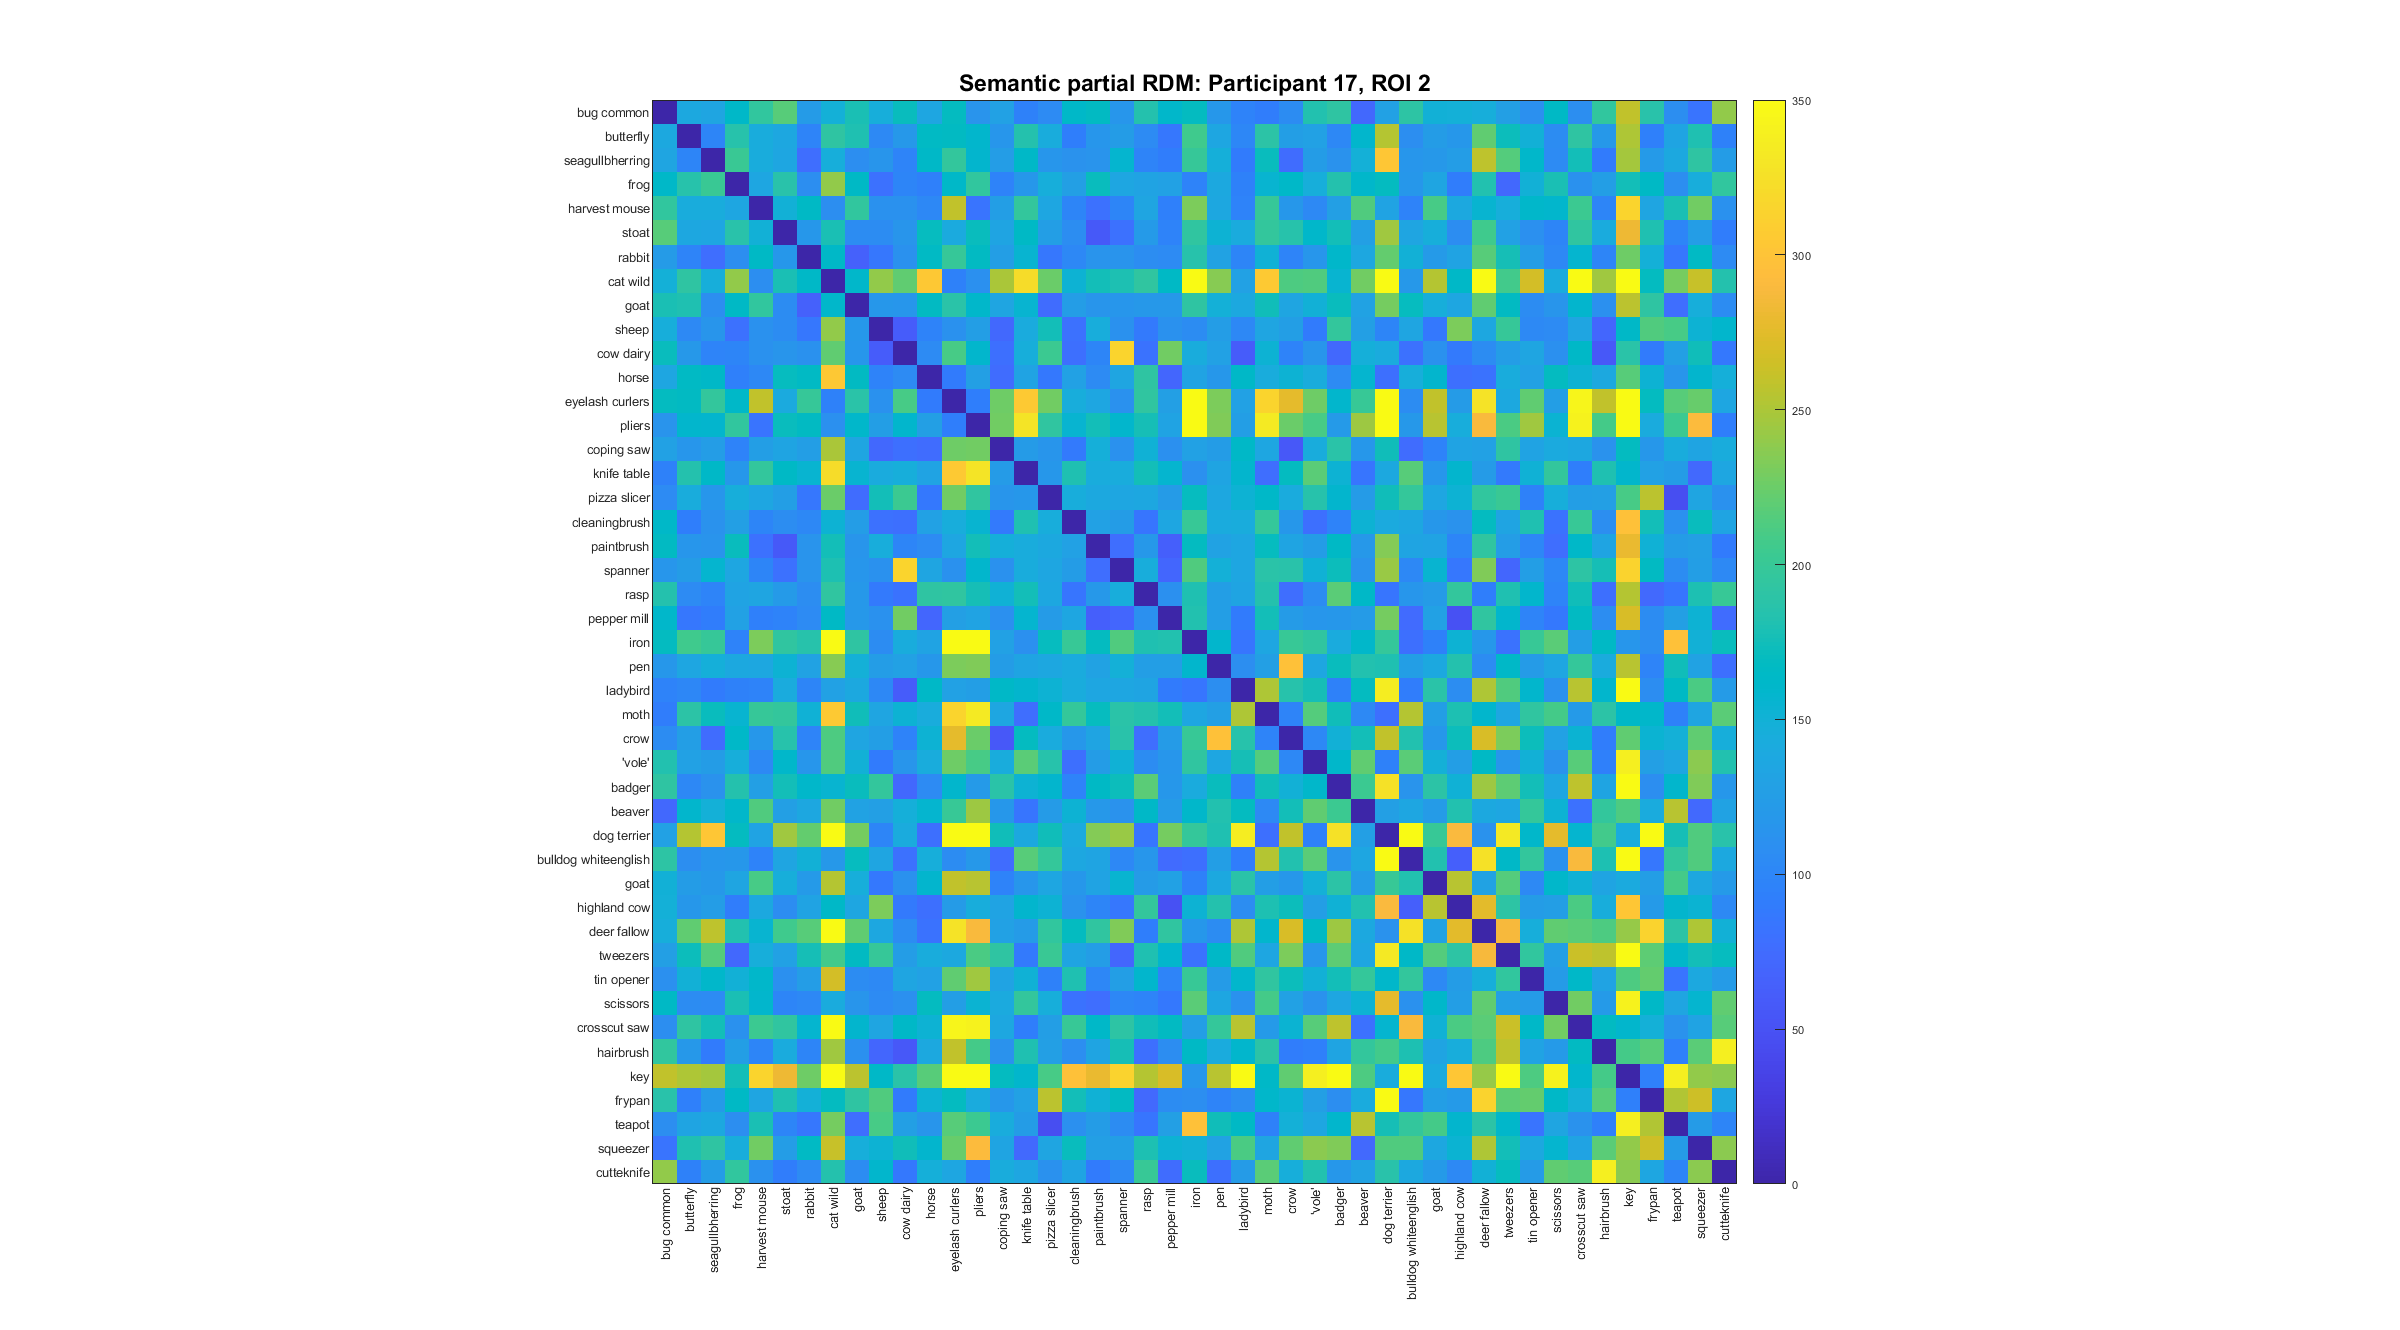 Semantic partial RDM: Participant 17, ROI 2
bug common
butterfly
seagullbherring
frog
harvest mouse
stoat
rabbit
cat wild
goat
sheep
cow dairy
horse
eyelash curlers
pliers
coping saw
knife table
pizza slicer
cleaningbrush
paintbrush
spanner
rasp
pepper mill
iron
pen
ladybird
moth
crow
'vole'
badger
beaver
dog terrier
bulldog whiteenglish
goat
highland cow
deer fallow
tweezers
tin opener
scissors
crosscut saw
hairbrush
key
frypan
teapot
squeezer
cutteknife
bug common
butterfly
seagullbherring
frog
harvest mouse
stoat
rabbit
cat wild
goat
sheep
cow dairy
horse
eyelash curlers
pliers
coping saw
knife table
pizza slicer
cleaningbrush
paintbrush
spanner
rasp
pepper mill
iron
pen
ladybird
moth
crow
'vole'
badger
beaver
dog terrier
bulldog whiteenglish
goat
highland cow
deer fallow
tweezers
tin opener
scissors
crosscut saw
hairbrush
key
frypan
teapot
squeezer
cutteknife
350
300
250
200
150
100
50
0